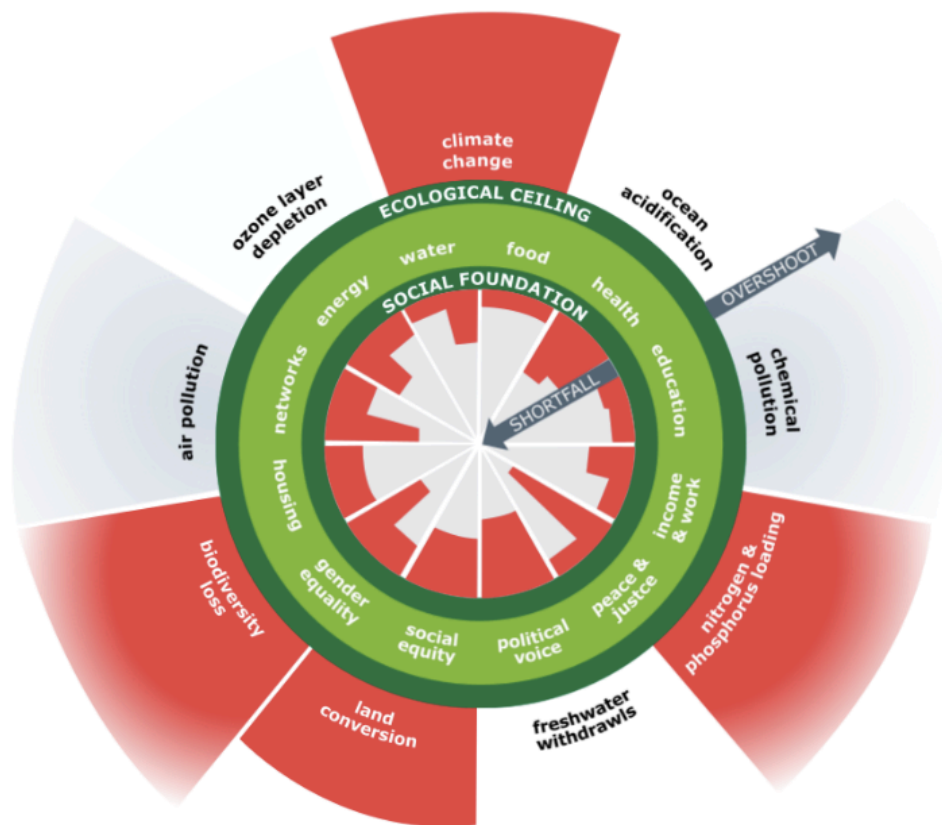 climate
change
ocean
acidification
OVERSHOOT
chemical
pollution
nitrogen &
phosphorus loading
freshwater
withdrawls
land
conversion
biodiversity
loss
air pollution
ozone layer
depletion
ECOLOGICAL CEILING
water
food
health
education
income
& work
peace &
justce
political
voice
social
equity
gender
equality
housing
networks
energy
SOCIAL FOUNDATION
SHORTFALL